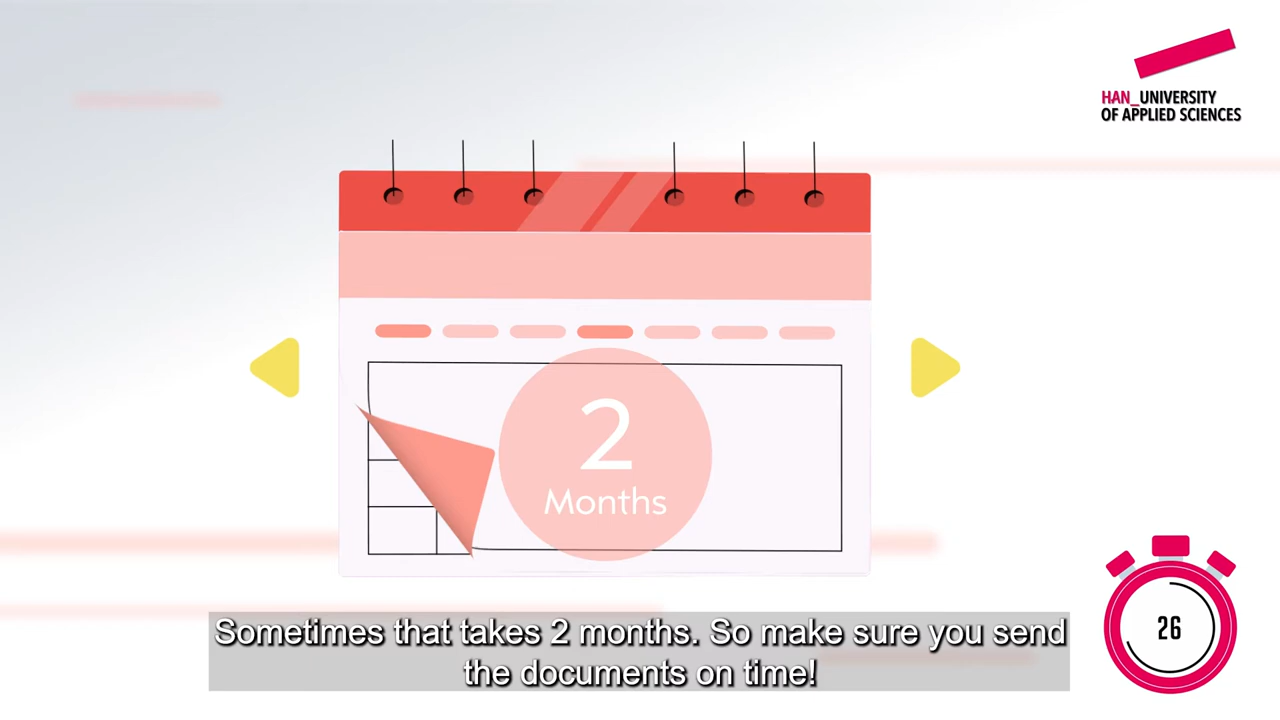 HAN_UNIVERSITY
OF APPLIED SCIENCES
2
Months
26
Sometimes that takes 2 months. So make sure you send
the documents on time!